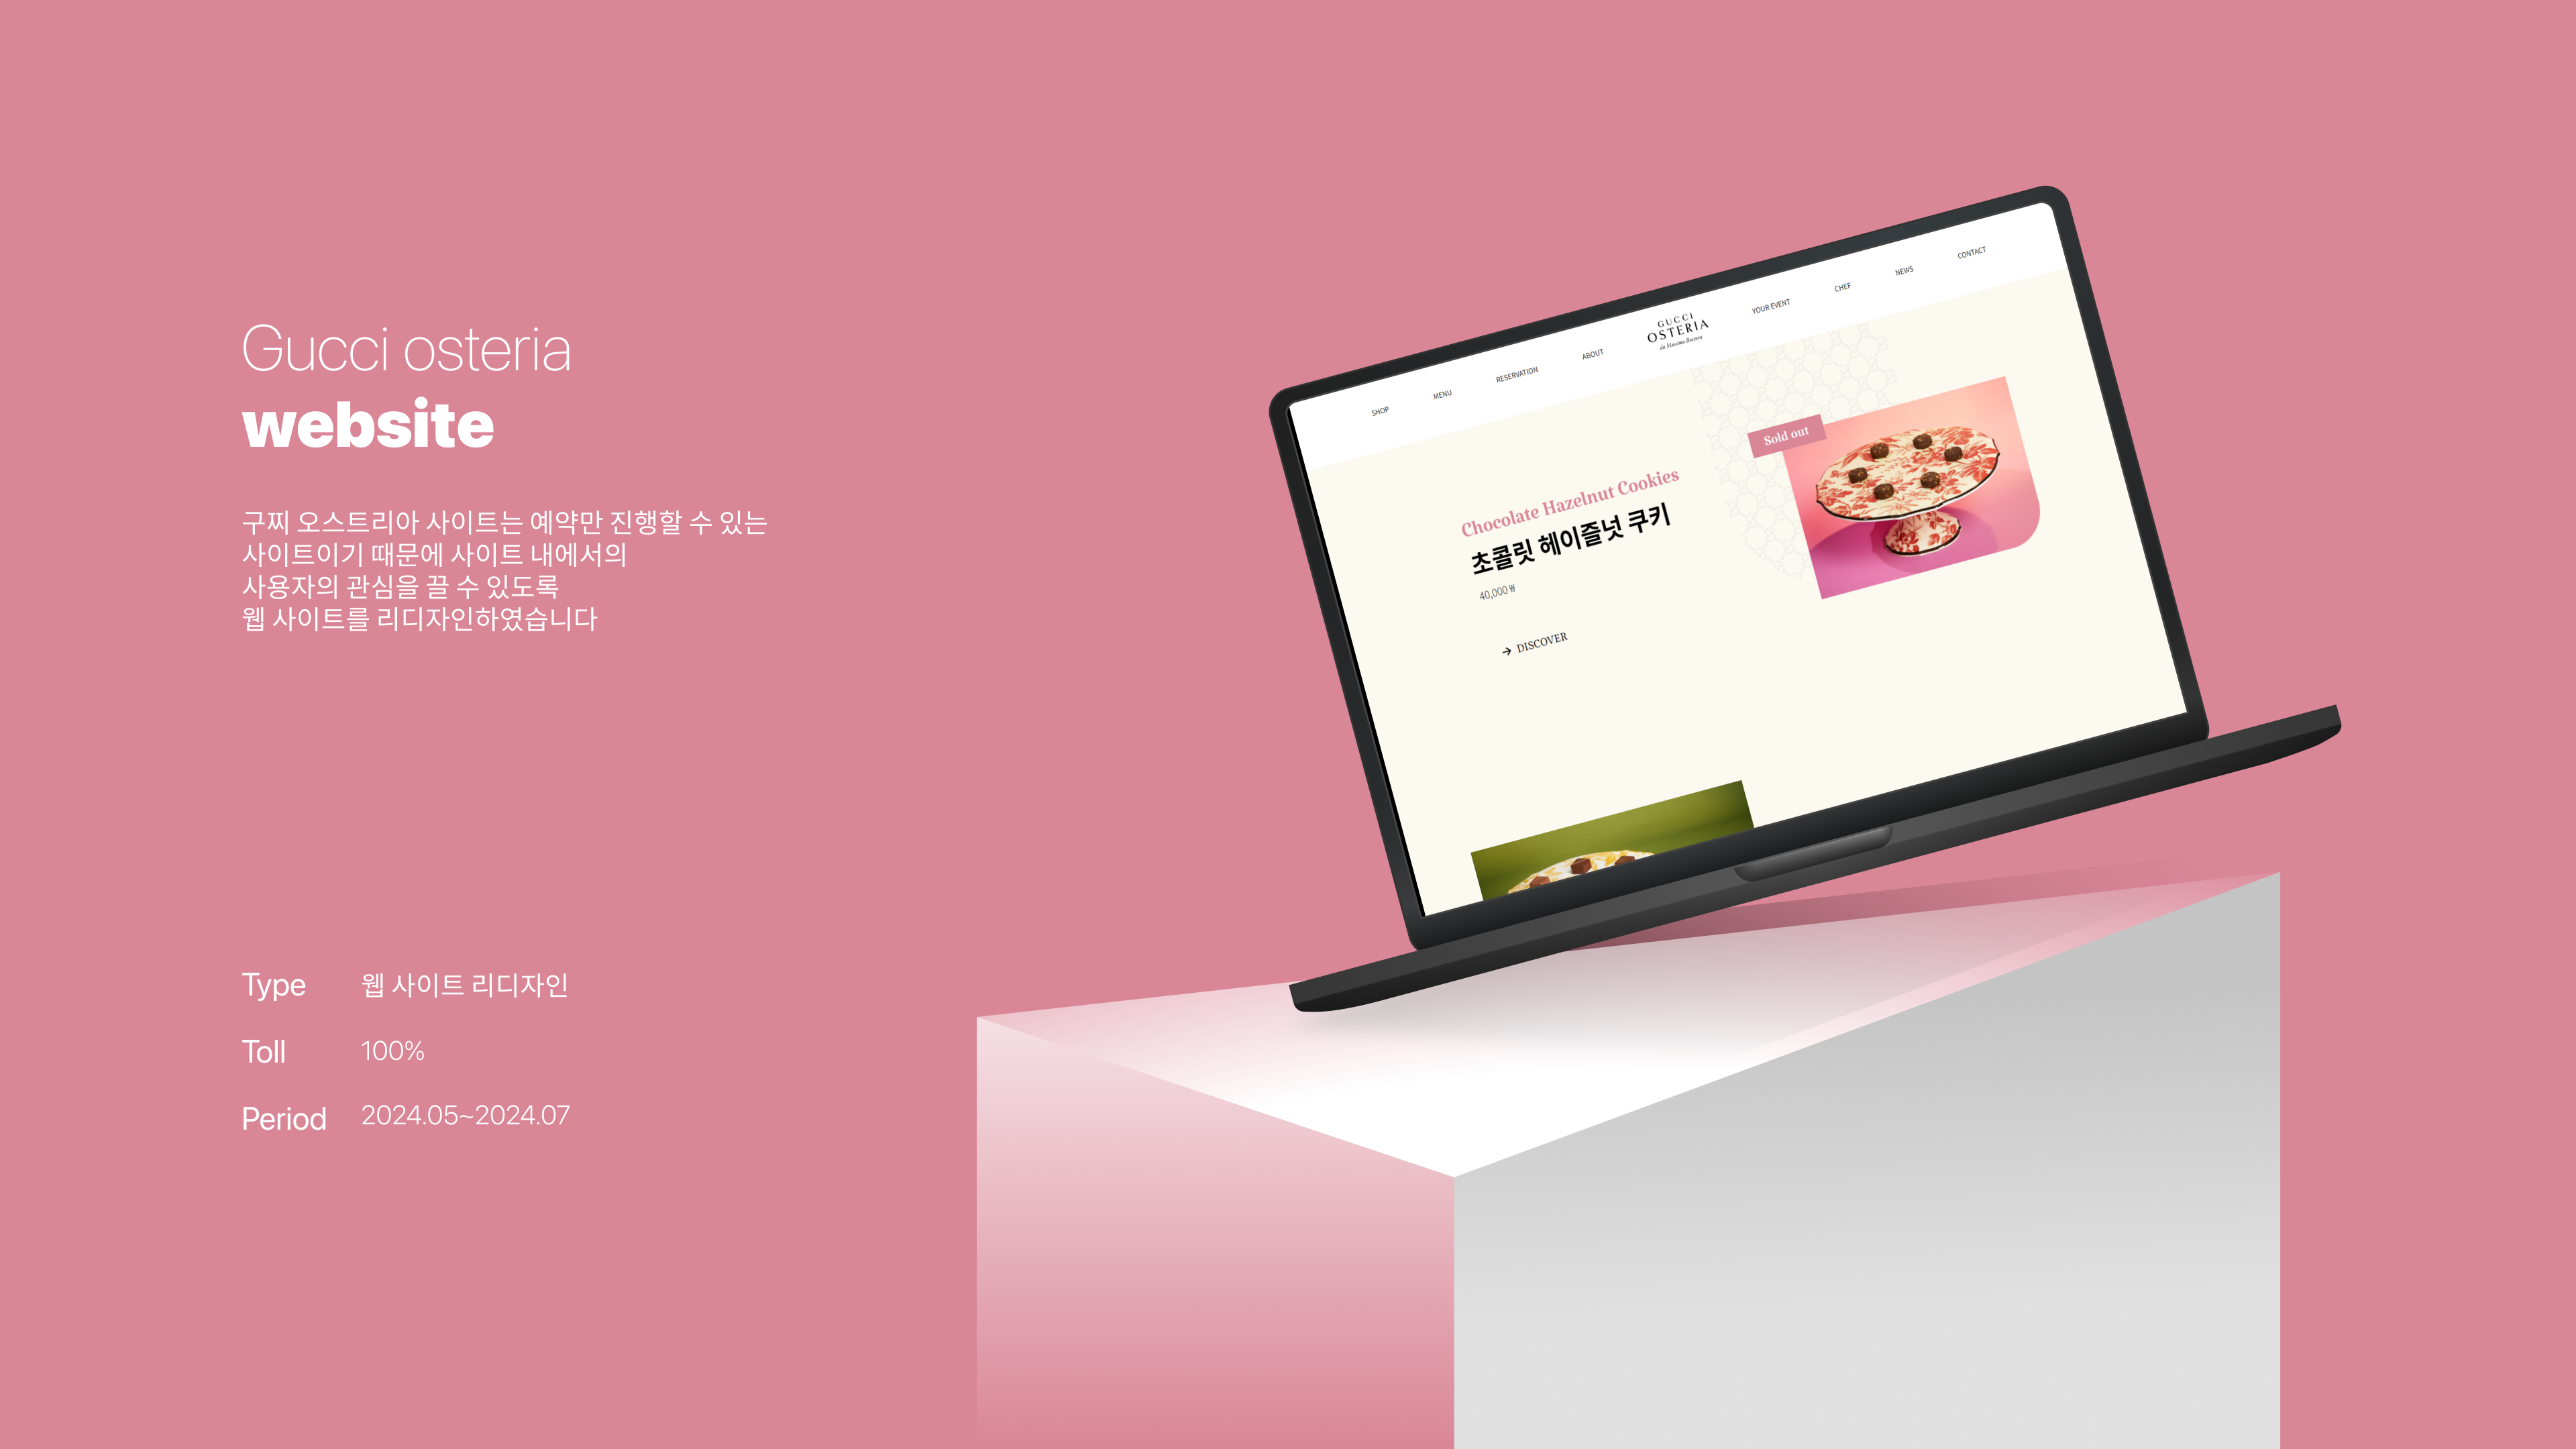 Gucci osteria
website
구찌 오스트리아 사이트는 예약만 진행할 수 있는
사이트이기 때문에 사이트 내에서의
사용자의 관심을 끌 수 있도록
웹 사이트를 리디자인하였습니다
Type 웹 사이트 리디자인
Toll 100%
Period 2024.05~2024.07
SHOP MENU RESERVATION ABOUT
GUCCI
OSTERIA
da Massimo Bottura
YOUR EVENT CHEF NEWS CONTACT
Sold out
Chocolate Hazelnut Cookies
초콜릿 헤이즐넛 쿠키
40,000 ₩
→ DISCOVER